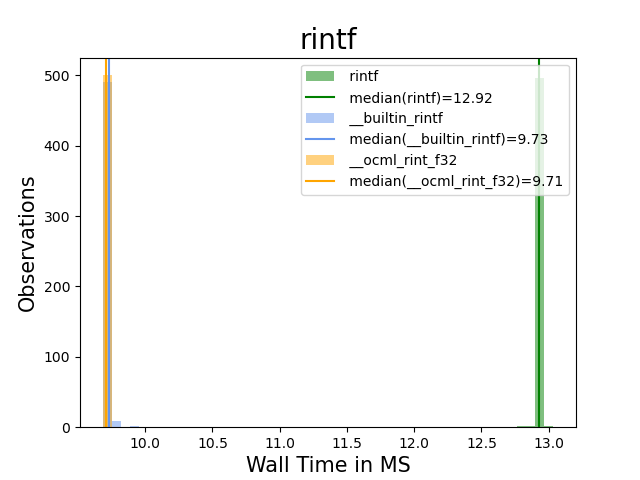 rintf
500
400
300
200
100
0
Observations
rintf
median(rintf)=12.92
__builtin_rintf
median(__builtin_rintf)=9.73
__ocml_rint_f32
median(__ocml_rint_f32)=9.71
10.0 10.5 11.0 11.5 12.0 12.5 13.0
Wall Time in MS